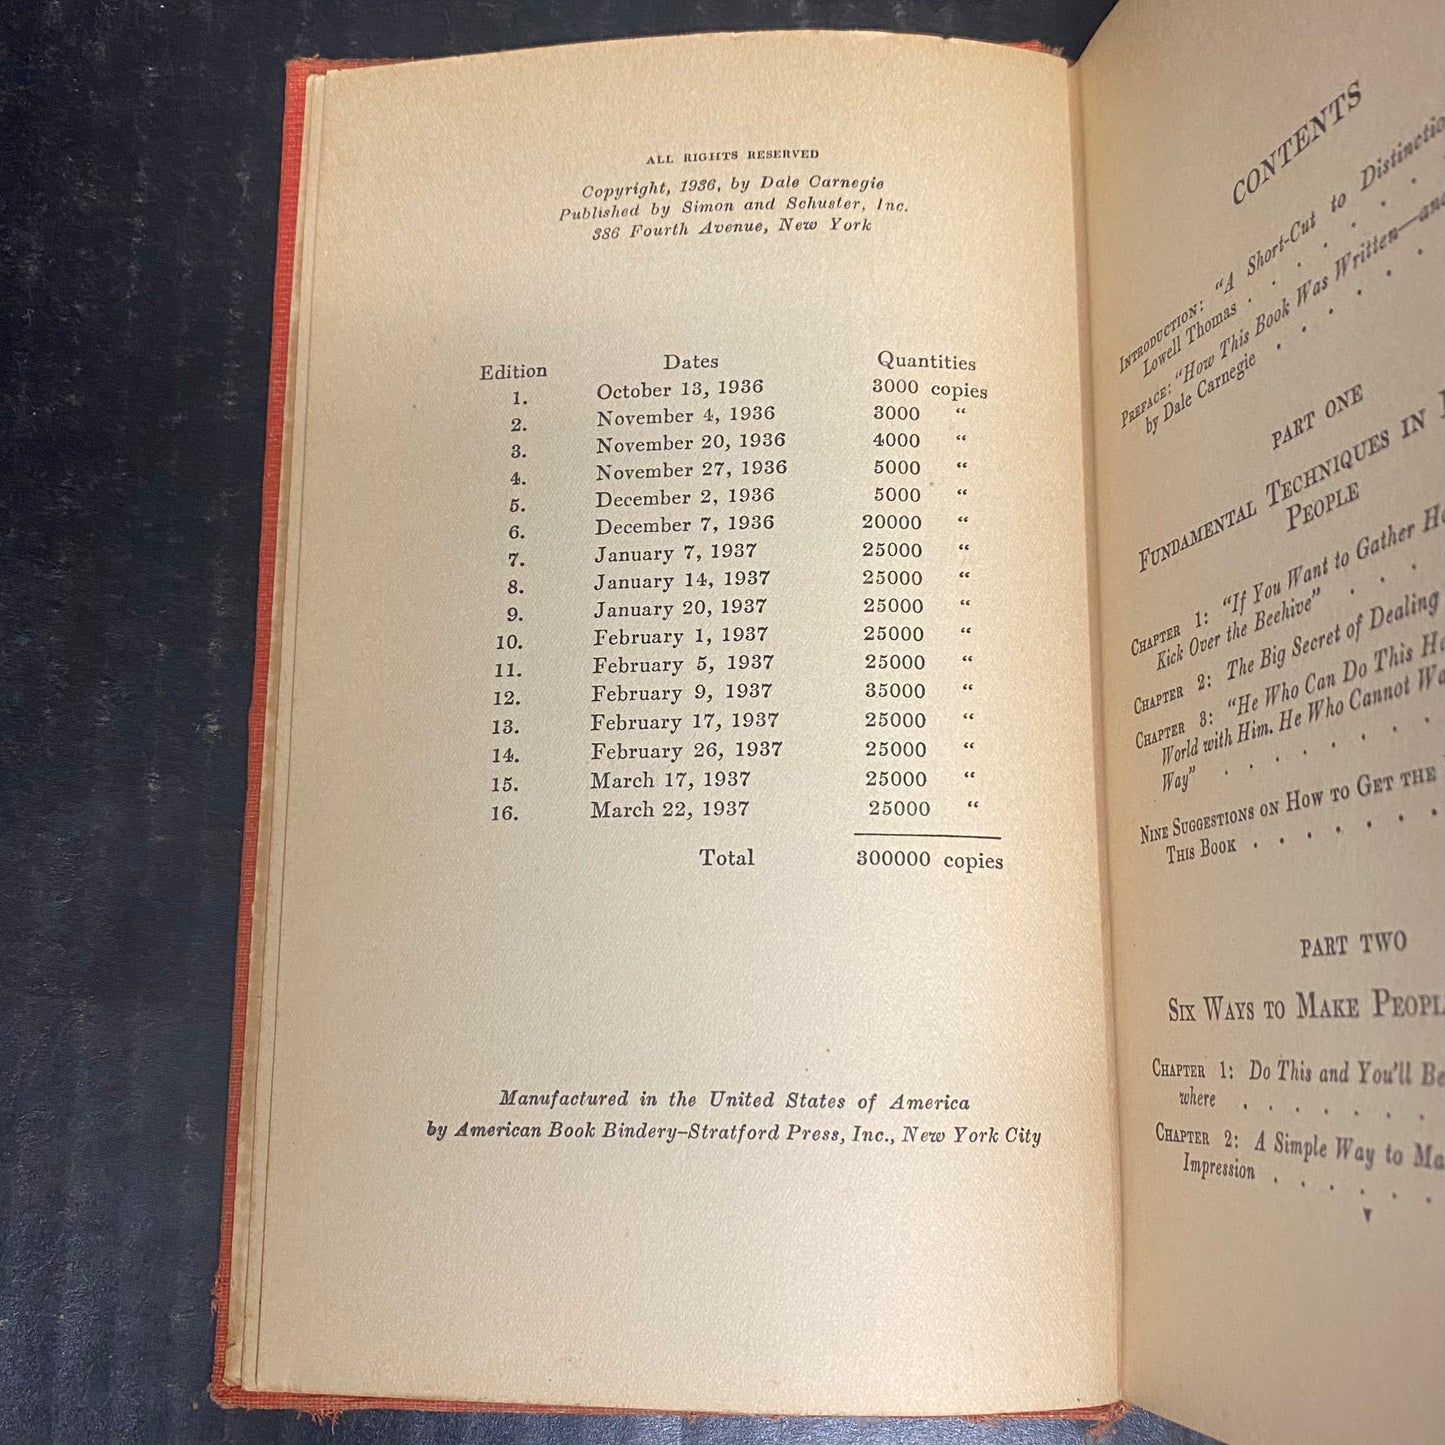 ALL RIGHTS RESERVED
Copyright, 1936, by Dale Carnegie
Published by Simon and Schuster, Inc.
386 Fourth Avenue, New York
Edition Dates Quantities
1. October 13, 1936 3000 copies
2. November 4, 1936 3000 “
3. November 20, 1936 4000 “
4. November 27, 1936 5000 “
5. December 2, 1936 5000 “
6. December 7, 1936 20000 “
7. January 7, 1937 25000 “
8. January 14, 1937 25000 “
9. January 20, 1937 25000 “
10. February 1, 1937 25000 “
11. February 5, 1937 25000 “
12. February 9, 1937 35000 “
13. February 17, 1937 25000 “
14. February 26, 1937 25000 “
15. March 17, 1937 25000 “
16. March 22, 1937 25000 “
Total 300000 copies
Manufactured in the United States of America
by American Book Bindery–Stratford Press, Inc., New York City
CONTENTS
INTRODUCTION: “A Short-Cut to
Lowell Thomas . . . . . .
PREFACE: “How This Book Was Written—and
by Dale Carnegie . . . . . .
PART ONE
FUNDAMENTAL TECHNIQUES IN
PEOPLE
CHAPTER 1: “If You Want to Gather
Kick Over the Beehive” . . .
CHAPTER 2: The Big Secret of Dealing
CHAPTER 3: “He Who Can Do This
World with Him. He Who Cannot
Way” . . . . . . . .
NINE SUGGESTIONS ON HOW TO GET THE
THIS BOOK . . . . . . .
PART TWO
SIX WAYS TO MAKE
CHAPTER 1: Do This and You’ll Be
where . . . . . . .
CHAPTER 2: A Simple Way to
Impression . . . . . .
v